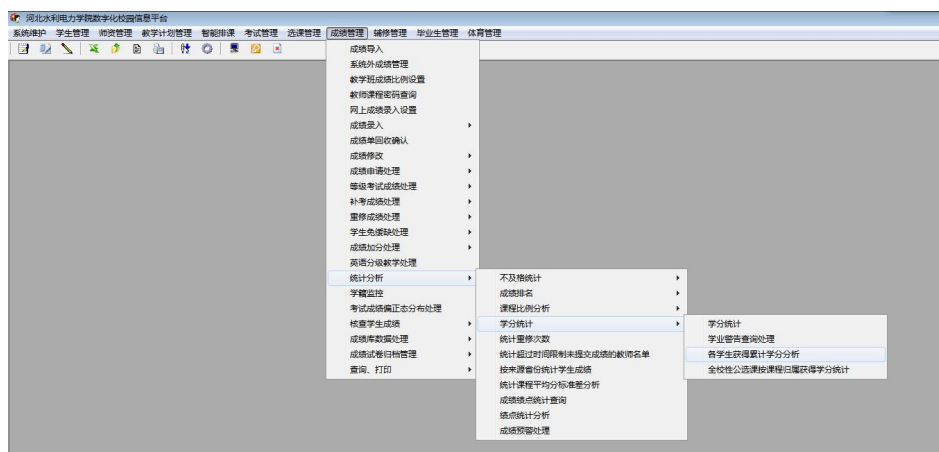 河北水利电力学院数字化校园信息平台
系统维护 学生管理 师资管理 教学计划管理 智能排课 考试管理 选课管理 成绩管理 辅修管理 毕业生管理 体育管理
成绩导入
系统外成绩管理
教学班成绩比例设置
教师课程密码查询
网上成绩录入设置
成绩录入
成绩单回收确认
成绩修改
成绩申请处理
等级考试成绩处理
补考成绩处理
重修成绩处理
学生免缓缺处理
成绩加分处理
英语分级教学处理
统计分析
学籍监控
考试成绩偏正态分布处理
核查学生成绩
成绩库数据处理
成绩试卷归档管理
查询、打印
不及格统计
成绩排名
课程比例分析
学分统计
统计重修次数
统计超过时间限制未提交成绩的教师名单
按来源省份统计学生成绩
统计课程平均分标准差分析
成绩绩点统计查询
绩点统计分析
成绩预警处理
学分统计
学业警告查询处理
各学生获得累计学分分析
全校性公选课按课程归属获得学分统计